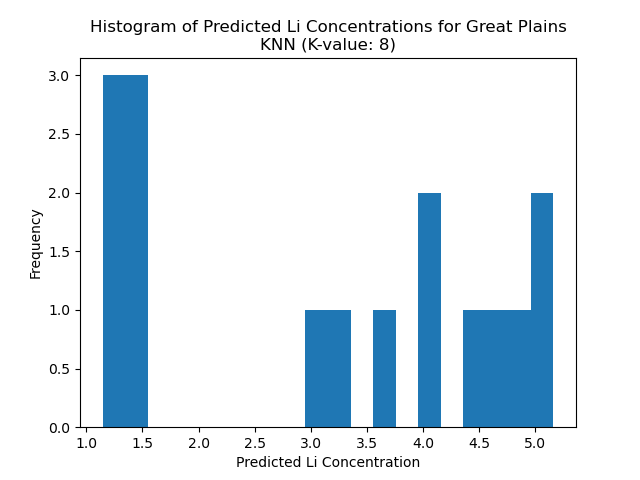 Histogram of Predicted Li Concentrations for Great Plains
KNN (K-value: 8)
3.0
2.5
2.0
1.5
1.0
0.5
0.0
Frequency
1.0 1.5 2.0 2.5 3.0 3.5 4.0 4.5 5.0
Predicted Li Concentration